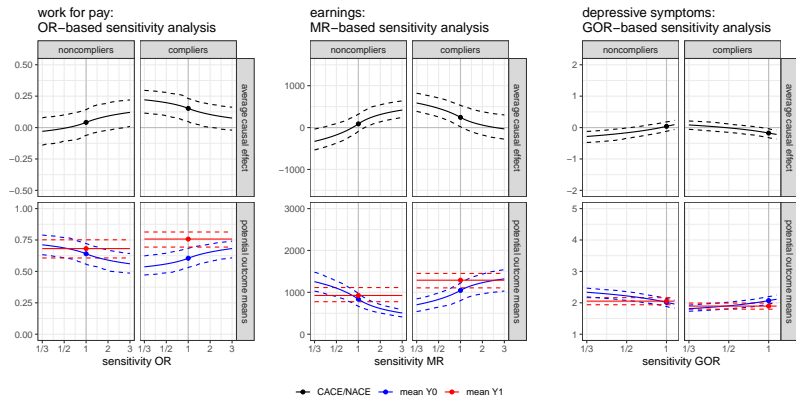 work for pay:
OR−based sensitivity analysis
noncompliers
compliers
0.50
0.25
0.00
−0.25
−0.50
average causal effect
1.00
0.75
0.50
0.25
0.00
potential outcome means
1/3 1/2 1 2 3 1/3 1/2 1 2 3
sensitivity OR
earnings:
MR−based sensitivity analysis
noncompliers
compliers
1000
0
−1000
average causal effect
3000
2000
1000
0
potential outcome means
1/3 1/2 1 2 3 1/3 1/2 1 2 3
sensitivity MR
depressive symptoms:
GOR−based sensitivity analysis
noncompliers
compliers
2
1
0
−1
−2
average causal effect
5
4
3
2
1
potential outcome means
1/3 1/2 1 1/3 1/2 1
sensitivity GOR
CACE/NACE mean Y0 mean Y1